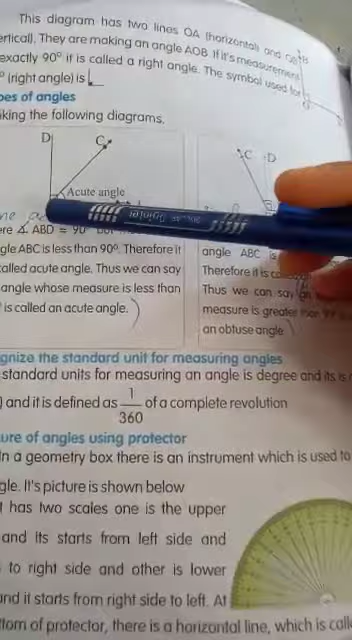 This diagram has two lines OA (horizontal) and OB
ertical). They are making an angle AOB. If it's measurement
exactly 90° it is called a right angle. The symbol used for
0° (right angle) is
pes of angles
king the following diagrams.
D C
C D
Acute angle
ere ∡ ABD = 90°
gle ABC is less than 90°. Therefore it
called acute angle. Thus we can say
angle whose measure is less than
is called an acute angle.
angle ABC is
Therefore it is
Thus we can say an
measure is greater than
an obtuse angle
gnize the standard unit for measuring angles
standard units for measuring an angle is degree and its is
) and it is defined as 1/360 of a complete revolution
ure of angles using protector
In a geometry box there is an instrument which is used to
gle. It's picture is shown below
t has two scales one is the upper
and its starts from left side and
to right side and other is lower
and it starts from right side to left. At
ttom of protector, there is a horizontal line, which is calle